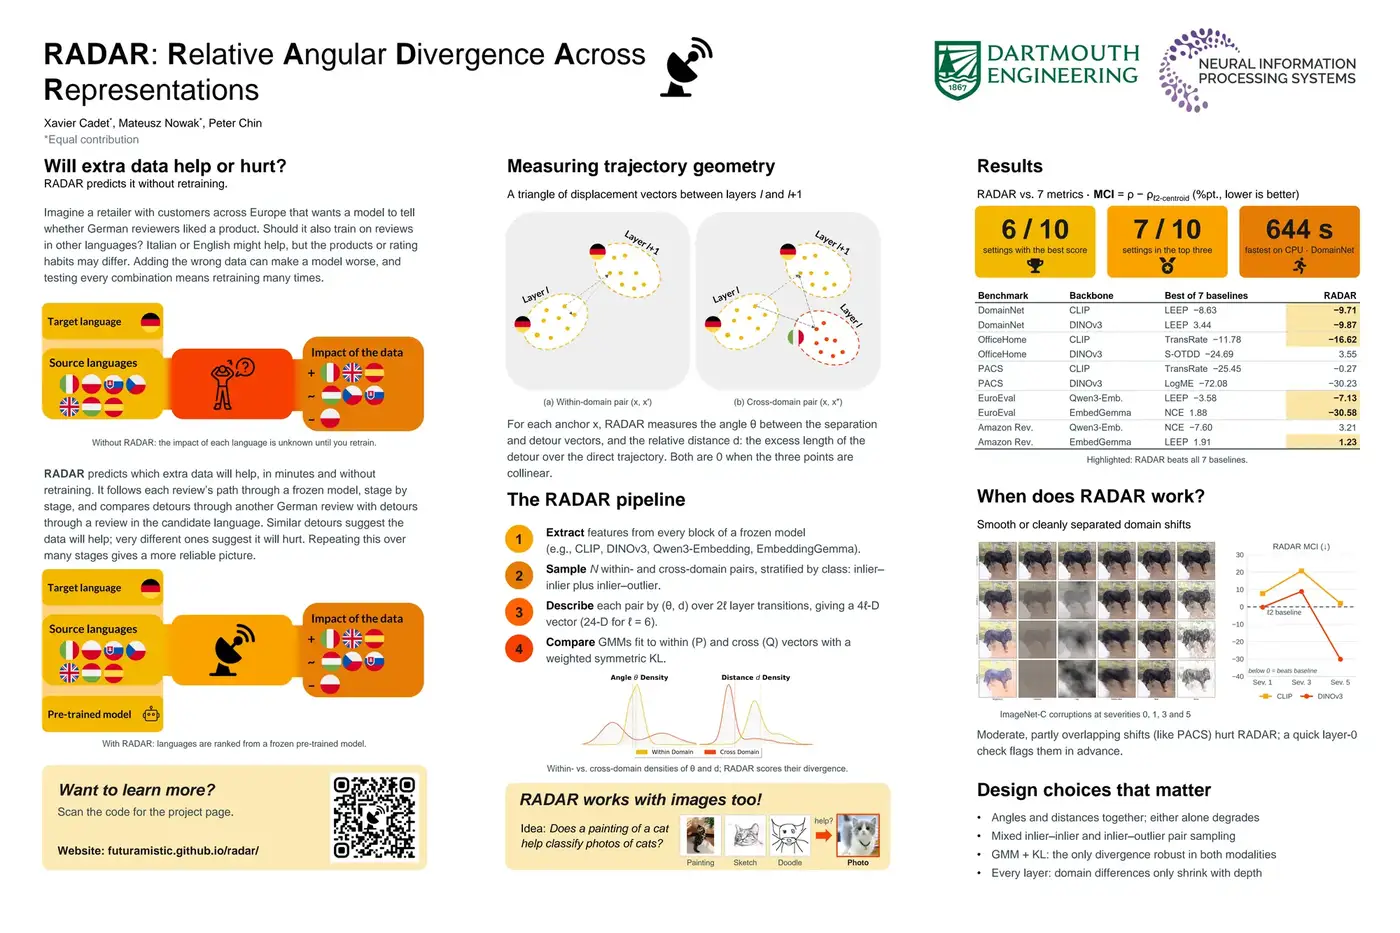 RADAR: Relative Angular Divergence Across
Representations
Xavier Cadet*, Mateusz Nowak*, Peter Chin
*Equal contribution
DARTMOUTH
ENGINEERING
1867
NEURAL INFORMATION
PROCESSING SYSTEMS
Will extra data help or hurt?
RADAR predicts it without retraining.
Imagine a retailer with customers across Europe that wants a model to tell
whether German reviewers liked a product. Should it also train on reviews
in other languages? Italian or English might help, but the products or rating
habits may differ. Adding the wrong data can make a model worse, and
testing every combination means retraining many times.
Target language
Source languages
?
Impact of the data
+
~
−
Without RADAR: the impact of each language is unknown until you retrain.
RADAR predicts which extra data will help, in minutes and without
retraining. It follows each review's path through a frozen model, stage by
stage, and compares detours through another German review with detours
through a review in the candidate language. Similar detours suggest the
data will help; very different ones suggest it will hurt. Repeating this over
many stages gives a more reliable picture.
Target language
Source languages
Impact of the data
+
~
−
Pre-trained model
With RADAR: languages are ranked from a frozen pre-trained model.
Want to learn more?
Scan the code for the project page.
Website: futuramistic.github.io/radar/
Measuring trajectory geometry
A triangle of displacement vectors between layers l and l+1
Layer l+1
Layer l
Layer l+1
Layer l
Layer l
(a) Within-domain pair (x, x′)
(b) Cross-domain pair (x, x″)
For each anchor x, RADAR measures the angle θ between the separation
and detour vectors, and the relative distance d: the excess length of the
detour over the direct trajectory. Both are 0 when the three points are
collinear.
The RADAR pipeline
1
Extract features from every block of a frozen model
(e.g., CLIP, DINOv3, Qwen3-Embedding, EmbeddingGemma).
2
Sample N within- and cross-domain pairs, stratified by class: inlier–
inlier plus inlier–outlier.
3
Describe each pair by (θ, d) over 2ℓ layer transitions, giving a 4ℓ-D
vector (24-D for ℓ = 6).
4
Compare GMMs fit to within (P) and cross (Q) vectors with a
weighted symmetric KL.
Angle θ Density
Distance d Density
Within Domain
Cross Domain
Within- vs. cross-domain densities of θ and d; RADAR scores their divergence.
RADAR works with images too!
Idea: Does a painting of a cat
help classify photos of cats?
help?
Painting
Sketch
Doodle
Photo
Results
RADAR vs. 7 metrics · MCI = ρ − ρℓ2-centroid (%pt., lower is better)
6 / 10
settings with the best score
7 / 10
settings in the top three
644 s
fastest on CPU · DomainNet
Benchmark Backbone Best of 7 baselines RADAR
DomainNet CLIP LEEP −8.63 −9.71
DomainNet DINOv3 LEEP 3.44 −9.87
OfficeHome CLIP TransRate −11.78 −16.62
OfficeHome DINOv3 S-OTDD −24.69 3.55
PACS CLIP TransRate −25.45 −0.27
PACS DINOv3 LogME −72.08 −30.23
EuroEval Qwen3-Emb. LEEP −3.58 −7.13
EuroEval EmbedGemma NCE 1.88 −30.58
Amazon Rev. Qwen3-Emb. NCE −7.60 3.21
Amazon Rev. EmbedGemma LEEP 1.91 1.23
Highlighted: RADAR beats all 7 baselines.
When does RADAR work?
Smooth or cleanly separated domain shifts
RADAR MCI (↓)
30
20
10
0
−10
−20
−30
−40
ℓ2 baseline
below 0 = beats baseline
Sev. 1 Sev. 3 Sev. 5
CLIP DINOv3
ImageNet-C corruptions at severities 0, 1, 3 and 5
Moderate, partly overlapping shifts (like PACS) hurt RADAR; a quick layer-0
check flags them in advance.
Design choices that matter
• Angles and distances together; either alone degrades
• Mixed inlier–inlier and inlier–outlier pair sampling
• GMM + KL: the only divergence robust in both modalities
• Every layer: domain differences only shrink with depth